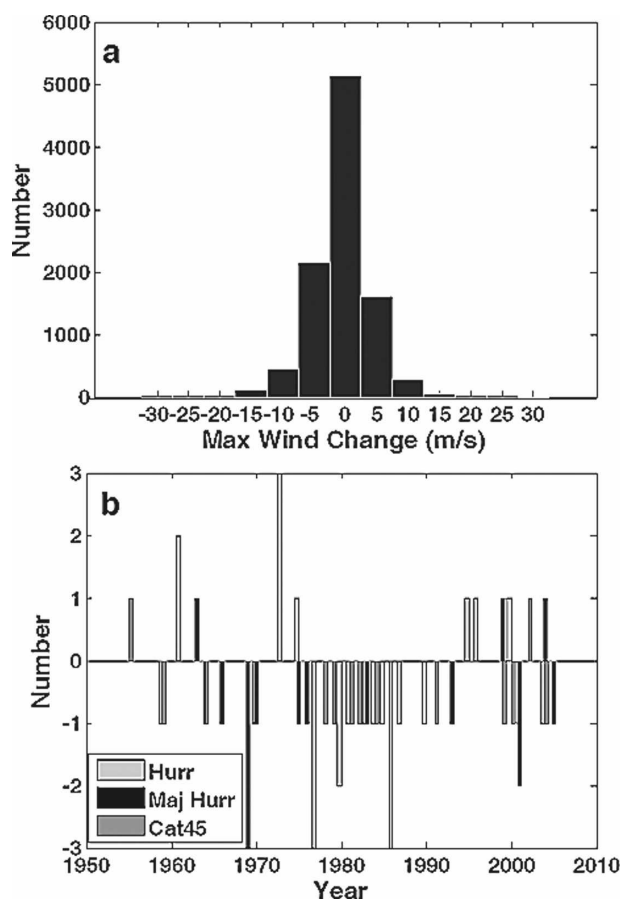 a
6000
5000
4000
3000
2000
1000
0
Number
-30 -25 -20 -15 -10 -5 0 5 10 15 20 25 30
Max Wind Change (m/s)
b
3
2
1
0
-1
-2
-3
Number
Hurr
Maj Hurr
Cat45
1950 1960 1970 1980 1990 2000 2010
Year